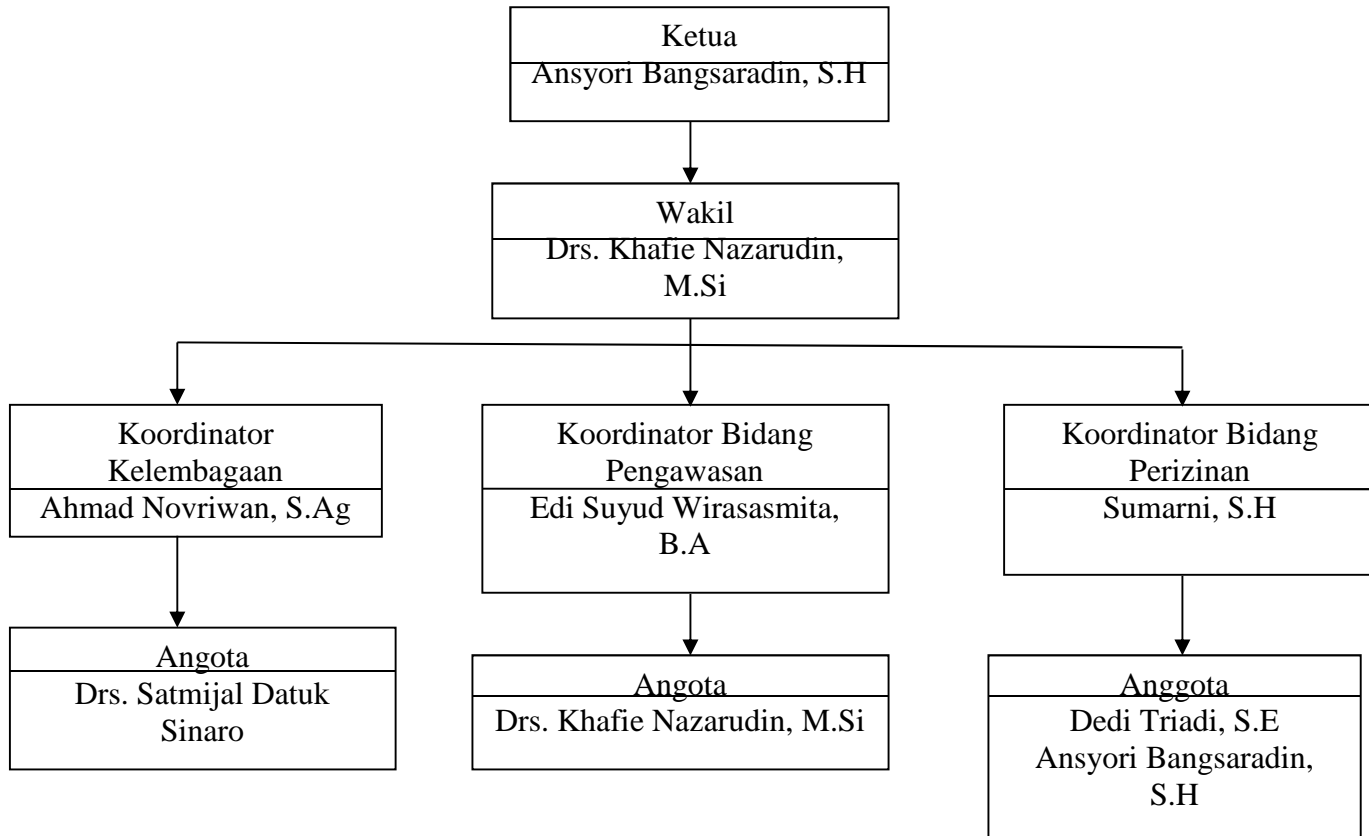 Ketua
Ansyori Bangsaradin, S.H
Wakil
Drs. Khafie Nazarudin,
M.Si
Koordinator
Kelembagaan
Ahmad Novriwan, S.Ag
Koordinator Bidang
Pengawasan
Edi Suyud Wirasasmita,
B.A
Koordinator Bidang
Perizinan
Sumarni, S.H
Angota
Drs. Satmijal Datuk
Sinaro
Angota
Drs. Khafie Nazarudin, M.Si
Anggota
Dedi Triadi, S.E
Ansyori Bangsaradin,
S.H